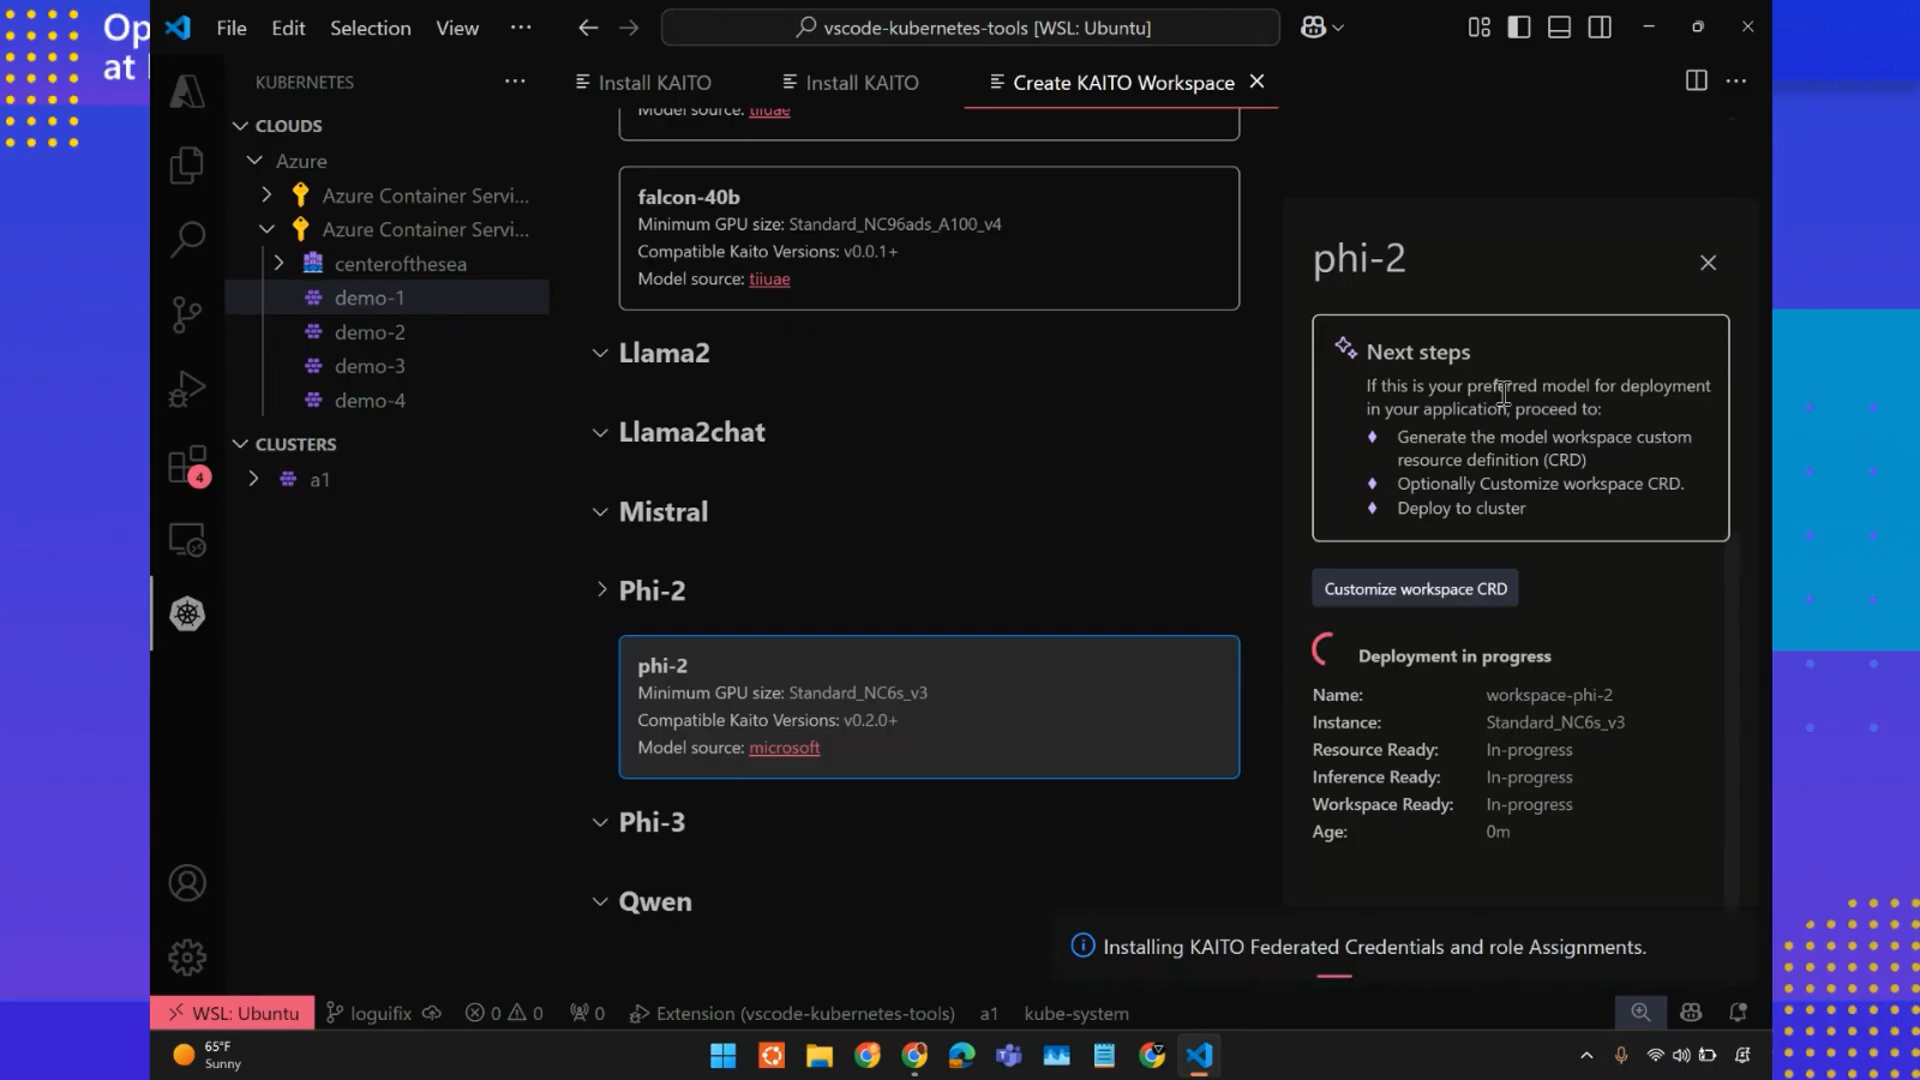 Op
at
File Edit Selection View ···
vscode-kubernetes-tools [WSL: Ubuntu]
KUBERNETES
Install KAITO
Install KAITO
Create KAITO Workspace
CLOUDS
Azure
Azure Container Servi...
Azure Container Servi...
centerofthesea
demo-1
demo-2
demo-3
demo-4
CLUSTERS
a1
4
Model source: tiiuae
falcon-40b
Minimum GPU size: Standard_NC96ads_A100_v4
Compatible Kaito Versions: v0.0.1+
Model source: tiiuae
Llama2
Llama2chat
Mistral
Phi-2
phi-2
Minimum GPU size: Standard_NC6s_v3
Compatible Kaito Versions: v0.2.0+
Model source: microsoft
Phi-3
Qwen
phi-2
Next steps
If this is your preferred model for deployment
in your application, proceed to:
Generate the model workspace custom
resource definition (CRD)
Optionally Customize workspace CRD.
Deploy to cluster
Customize workspace CRD
Deployment in progress
Name: workspace-phi-2
Instance: Standard_NC6s_v3
Resource Ready: In-progress
Inference Ready: In-progress
Workspace Ready: In-progress
Age: 0m
Installing KAITO Federated Credentials and role Assignments.
WSL: Ubuntu loguifix 0 0 0 Extension (vscode-kubernetes-tools) a1 kube-system
65°F
Sunny